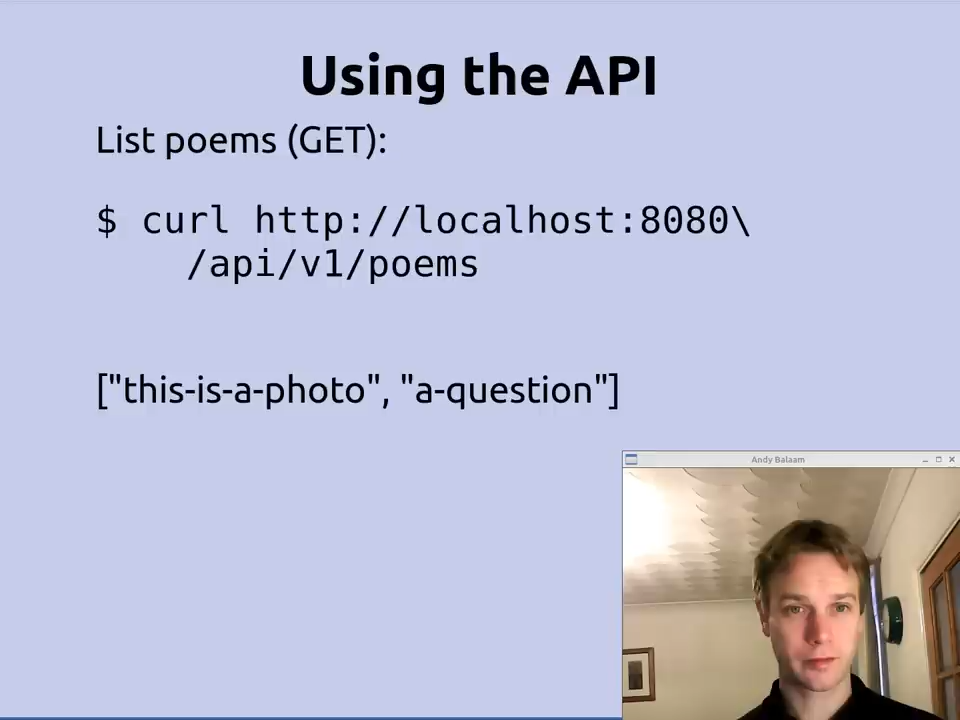 Using the API
List poems (GET):
$ curl http://localhost:8080\
/api/v1/poems
["this-is-a-photo", "a-question"]
Andy Balaam